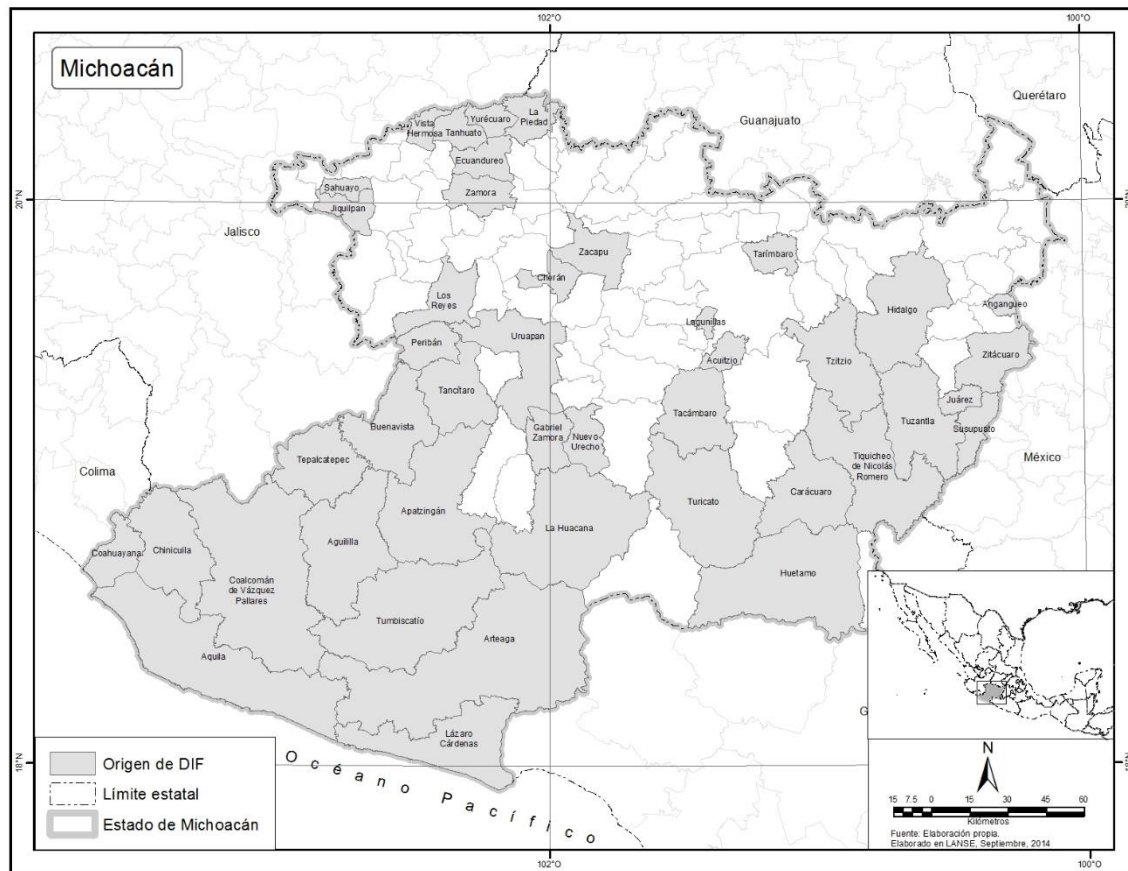 102°O
100°O
Michoacán
Querétaro
Guanajuato
La
Piedad
Yurécuaro
Vista
Hermosa
Tanhuato
Ecuandureo
Zamora
Sahuayo
Jiquilpan
20°N
Jalisco
Zacapu
Tarímbaro
Cherán
Los
Reyes
Hidalgo
Angangueo
Lagunillas
Uruapan
Peribán
Acuitzio
Tzitzio
Zitácuaro
Tancítaro
Juárez
Tacámbaro
Tuzantla
Buenavista
Gabriel
Zamora
Nuevo
Urecho
Susupuato
Tepalcatepec
Tiquicheo
de Nicolás
Romero
México
Colima
Carácuaro
Apatzingán
Turicato
La Huacana
Aguililla
Coahuayana
Chinicuila
Huetamo
Coalcomán
de Vázquez
Pallares
Tumbiscatío
Arteaga
Aquila
G
Lázaro
Cárdenas
18°N
18°N
Océano Pacífico
Origen de DIF
Límite estatal
Estado de Michoacán
N
15 7.5 0 15 30 45 60
Kilómetros
Fuente: Elaboración propia.
Elaborado en LANSE, Septiembre, 2014
102°O
100°O